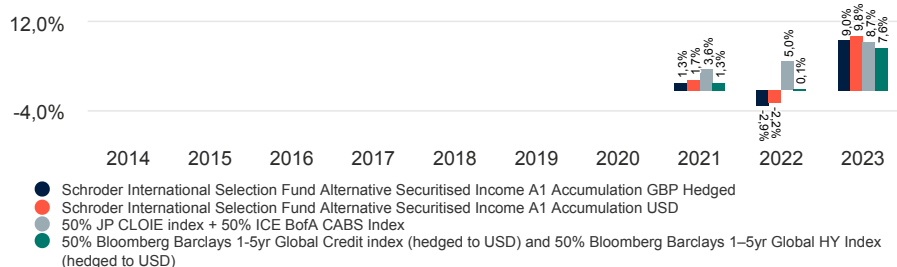 12,0%
-4,0%
1,3%
1,7%
3,6%
1,3%
-2,9%
-2,2%
5,0%
0,1%
9,0%
9,8%
8,7%
7,6%
2014 2015 2016 2017 2018 2019 2020 2021 2022 2023
Schroder International Selection Fund Alternative Securitised Income A1 Accumulation GBP Hedged
Schroder International Selection Fund Alternative Securitised Income A1 Accumulation USD
50% JP CLOIE index + 50% ICE BofA CABS Index
50% Bloomberg Barclays 1-5yr Global Credit index (hedged to USD) and 50% Bloomberg Barclays 1–5yr Global HY Index
(hedged to USD)